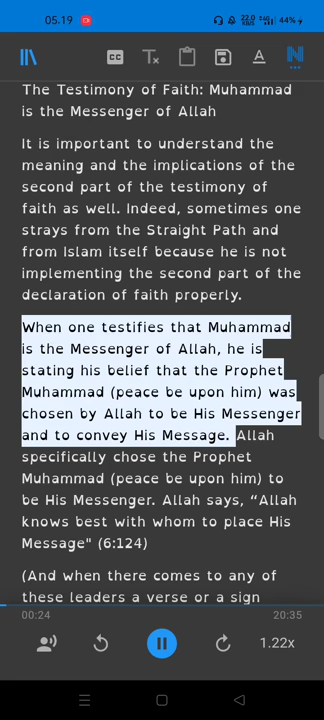 05.19
22.0
KB/s
44%
CC
T
A
N
The Testimony of Faith: Muhammad
is the Messenger of Allah
It is important to understand the
meaning and the implications of the
second part of the testimony of
faith as well. Indeed, sometimes one
strays from the Straight Path and
from Islam itself because he is not
implementing the second part of the
declaration of faith properly.
When one testifies that Muhammad
is the Messenger of Allah, he is
stating his belief that the Prophet
Muhammad (peace be upon him) was
chosen by Allah to be His Messenger
and to convey His Message. Allah
specifically chose the Prophet
Muhammad (peace be upon him) to
be His Messenger. Allah says, “Allah
knows best with whom to place His
Message" (6:124)
(And when there comes to any of
these leaders a verse or a sign
00:24
20:35
1.22x